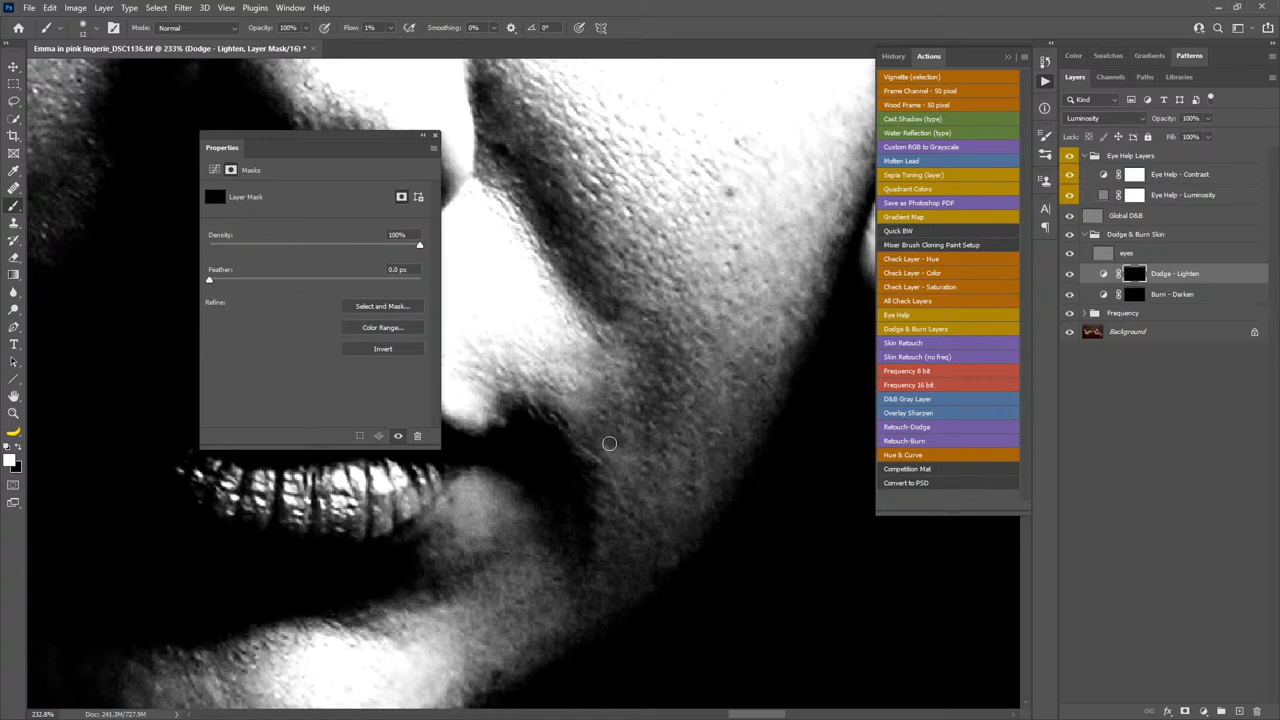 File Edit Image Layer Type Select Filter 3D View Plugins Window Help
12 Mode: Normal Opacity: 100% Flow: 1% Smoothing: 0% 0°
Emma in pink lingerie_DSC1136.tif @ 233% (Dodge - Lighten, Layer Mask/16) *
Properties
Masks
Layer Mask
Density: 100%
Feather: 0.0 px
Refine:
Select and Mask...
Color Range...
Invert
History Actions
Vignette (selection)
Frame Channel - 50 pixel
Wood Frame - 50 pixel
Cast Shadow (type)
Water Reflection (type)
Custom RGB to Grayscale
Molten Lead
Sepia Toning (layer)
Quadrant Colors
Save as Photoshop PDF
Gradient Map
Quick BW
Mixer Brush Cloning Paint Setup
Check Layer - Hue
Check Layer - Color
Check Layer - Saturation
All Check Layers
Eye Help
Dodge & Burn Layers
Skin Retouch
Skin Retouch (no freq)
Frequency 8 bit
Frequency 16 bit
D&B Gray Layer
Overlay Sharpen
Retouch-Dodge
Retouch-Burn
Hue & Curve
Competition Mat
Convert to PSD
Color Swatches Gradients Patterns
Layers Channels Paths Libraries
Kind
Luminosity Opacity: 100%
Lock: Fill: 100%
Eye Help Layers
Eye Help - Contrast
Eye Help - Luminosity
Global D&B
Dodge & Burn Skin
eyes
Dodge - Lighten
Burn - Darken
Frequency
Background
232.8% Doc: 241.3M/727.9M